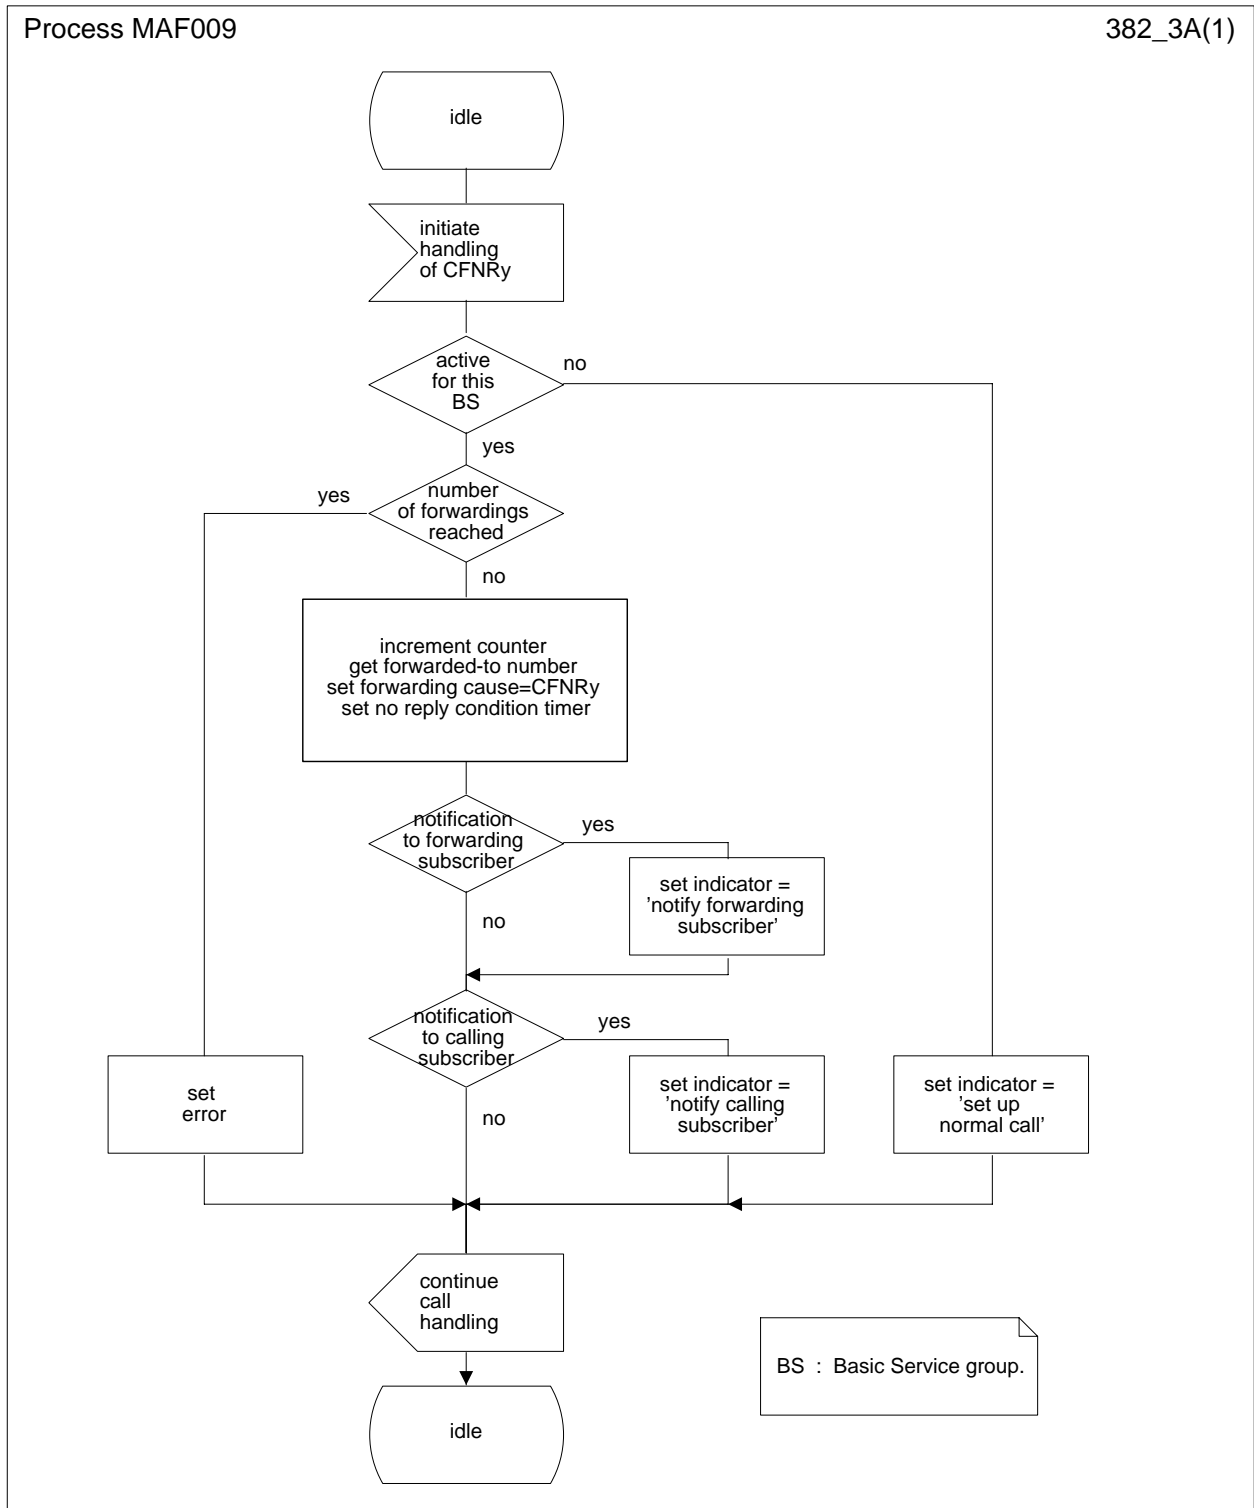 Process MAF009
382_3A(1)
idle
initiate
handling
of CFNRy
active
for this
BS
no
yes
number
of forwardings
reached
yes
no
increment counter
get forwarded-to number
set forwarding cause=CFNRy
set no reply condition timer
notification
to forwarding
subscriber
yes
set indicator =
’notify forwarding
subscriber’
no
notification
to calling
subscriber
yes
set
error
set indicator =
’notify calling
subscriber’
set indicator =
’set up
normal call’
no
continue
call
handling
BS : Basic Service group.
idle